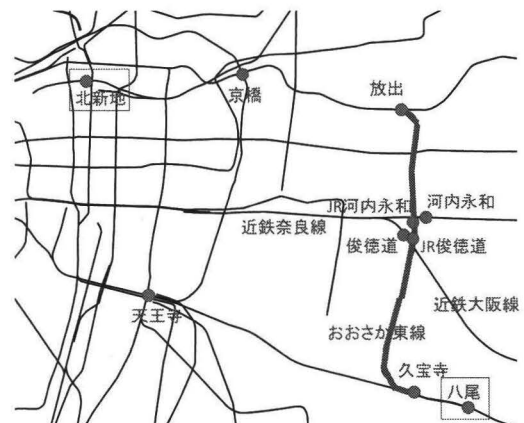 京橋
北新地
放出
JR河内永和
河内永和
近鉄奈良線
俊徳道
JR俊徳道
近鉄大阪線
天王寺
おおさか東線
久宝寺
八尾